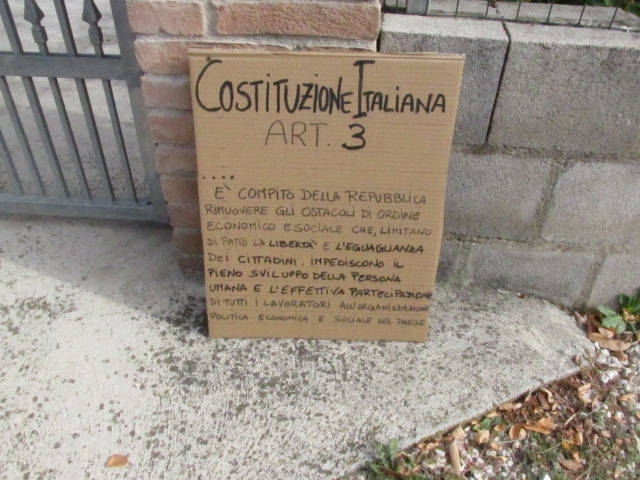 COSTITUZIONE ITALIANA
ART. 3
....
E' COMPITO DELLA REPUBBLICA
RIMUOVERE GLI OSTACOLI DI ORDINE
ECONOMICO E SOCIALE CHE, LIMITANO
DI FATTO LA LIBERTA' E L'EGUAGLIANZA
DEI CITTADINI, IMPEDISCONO IL
PIENO SVILUPPO DELLA PERSONA
UMANA E L'EFFETTIVA PARTECIPAZIONE
DI TUTTI I LAVORATORI ALL'ORGANIZZAZIONE
POLITICA ECONOMICA E SOCIALE DEL PAESE